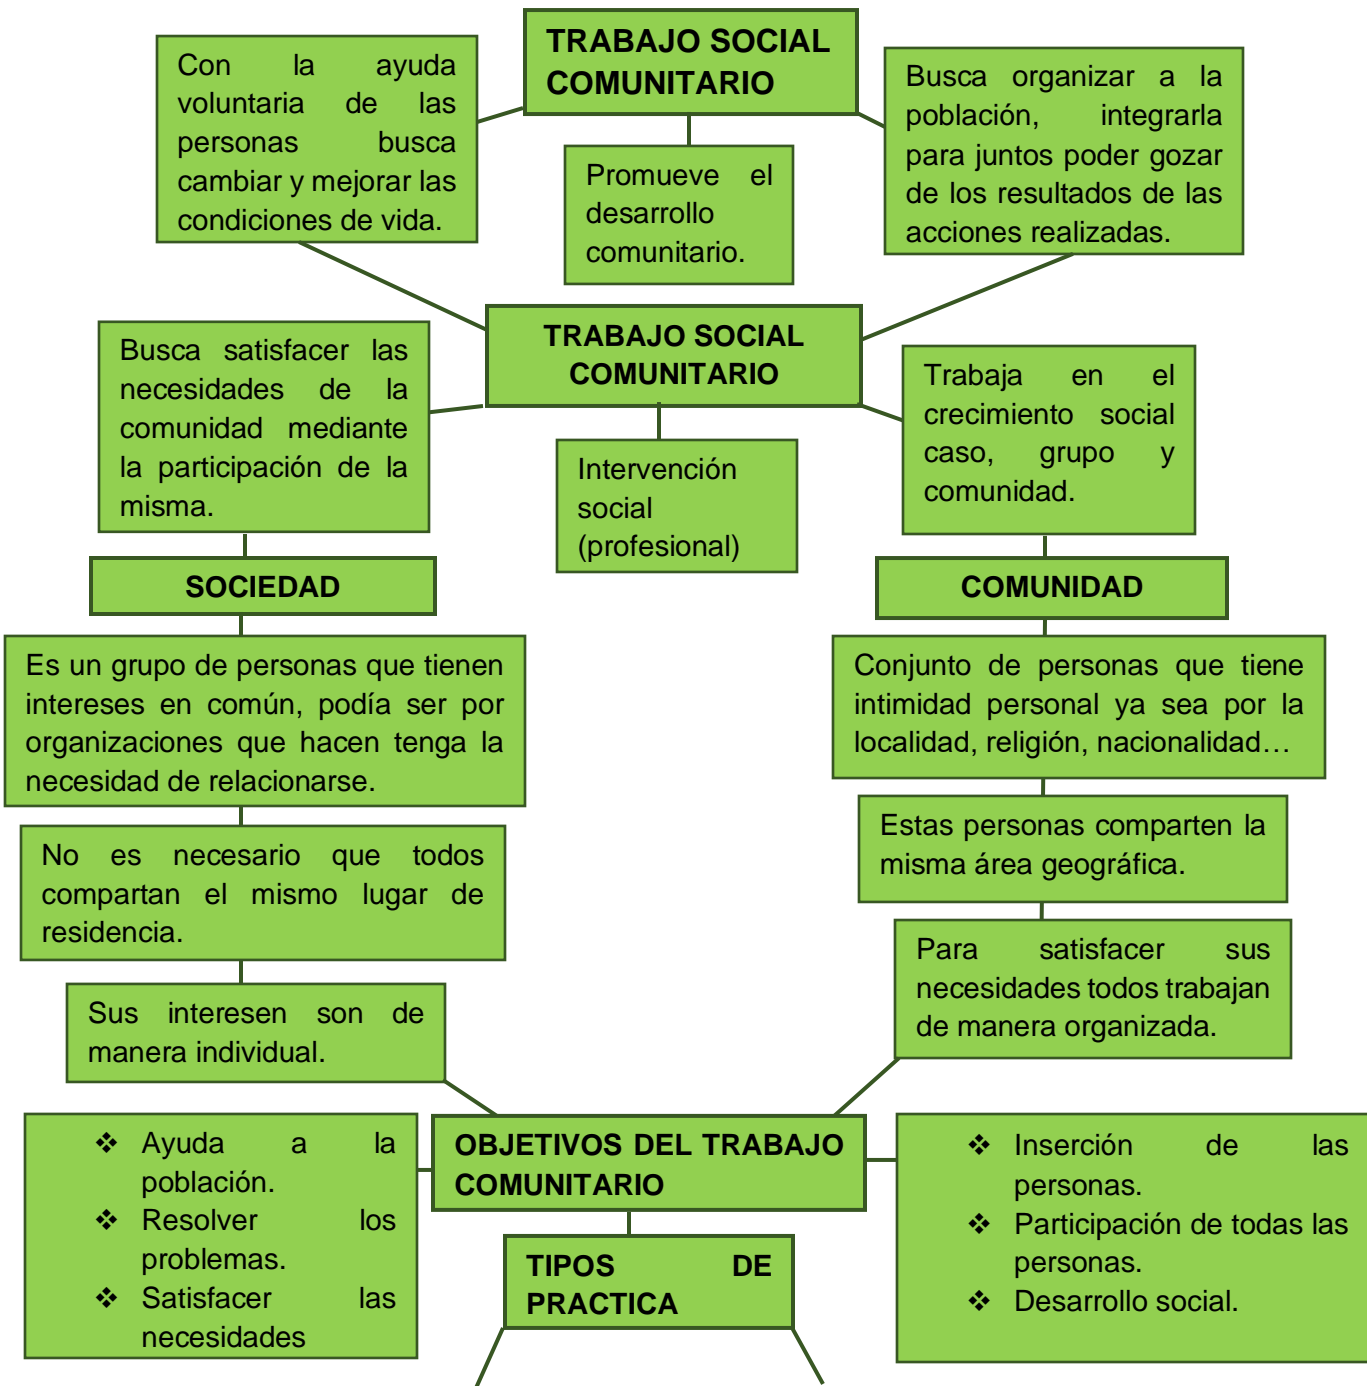 TRABAJO SOCIAL
COMUNITARIO
Con la ayuda
voluntaria de las
personas busca
cambiar y mejorar las
condiciones de vida.
Promueve el
desarrollo
comunitario.
Busca organizar a la
población, integrarla
para juntos poder gozar
de los resultados de las
acciones realizadas.
TRABAJO SOCIAL
COMUNITARIO
Busca satisfacer las
necesidades de la
comunidad mediante
la participación de la
misma.
Intervención
social
(profesional)
Trabaja en el
crecimiento social
caso, grupo y
comunidad.
SOCIEDAD
Es un grupo de personas que tienen
intereses en común, podía ser por
organizaciones que hacen tenga la
necesidad de relacionarse.
No es necesario que todos
compartan el mismo lugar de
residencia.
Sus interesen son de
manera individual.
COMUNIDAD
Conjunto de personas que tiene
intimidad personal ya sea por la
localidad, religión, nacionalidad…
Estas personas comparten la
misma área geográfica.
Para satisfacer sus
necesidades todos trabajan
de manera organizada.
OBJETIVOS DEL TRABAJO
COMUNITARIO
❖ Ayuda a la
población.
❖ Resolver los
problemas.
❖ Satisfacer las
necesidades
❖ Inserción de las
personas.
❖ Participación de todas las
personas.
❖ Desarrollo social.
TIPOS DE
PRACTICA